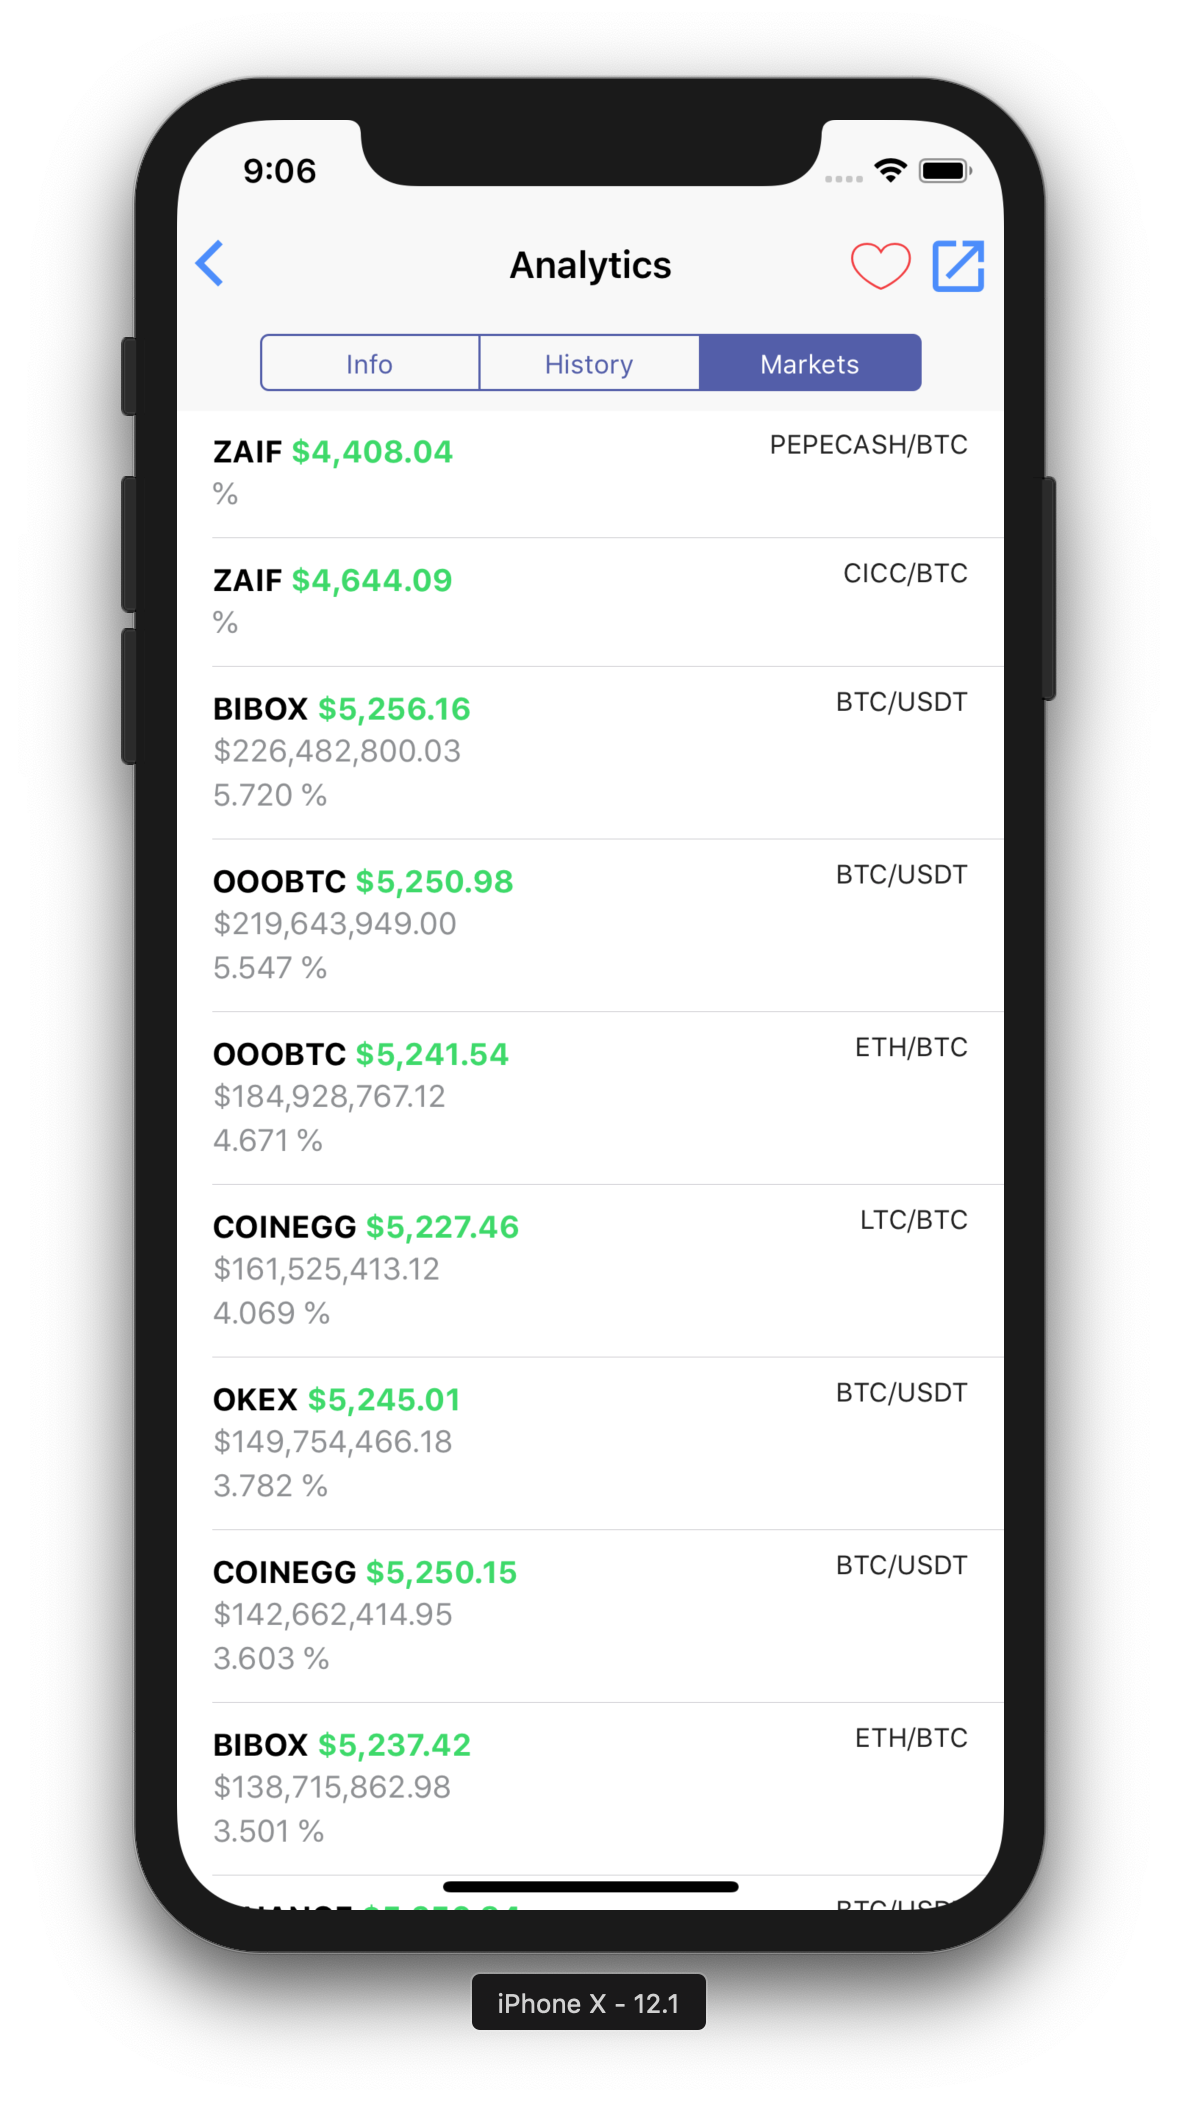 9:06
Analytics
Info History Markets
ZAIF $4,408.04 PEPECASH/BTC
%
ZAIF $4,644.09 CICC/BTC
%
BIBOX $5,256.16 BTC/USDT
$226,482,800.03
5.720 %
OOOBTC $5,250.98 BTC/USDT
$219,643,949.00
5.547 %
OOOBTC $5,241.54 ETH/BTC
$184,928,767.12
4.671 %
COINEGG $5,227.46 LTC/BTC
$161,525,413.12
4.069 %
OKEX $5,245.01 BTC/USDT
$149,754,466.18
3.782 %
COINEGG $5,250.15 BTC/USDT
$142,662,414.95
3.603 %
BIBOX $5,237.42 ETH/BTC
$138,715,862.98
3.501 %
BTC/USDT
iPhone X - 12.1